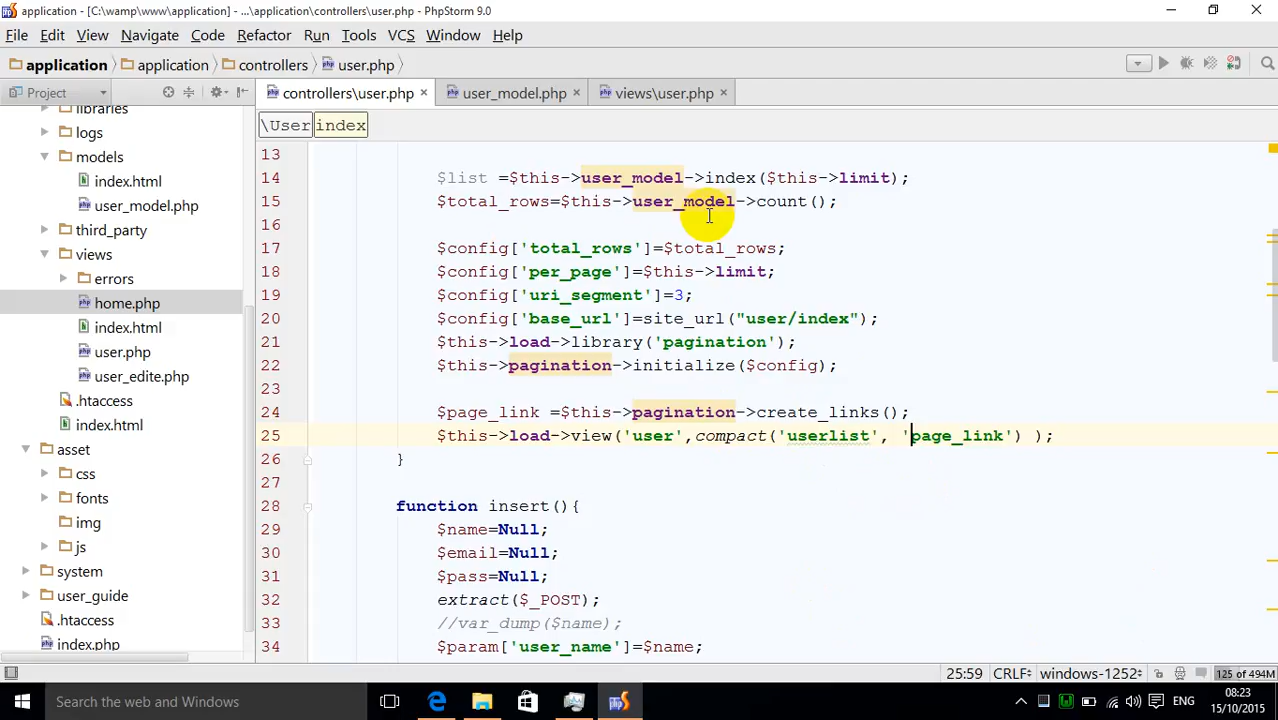 application - [C:\wamp\www\application] - ...\application\controllers\user.php - PhpStorm 9.0
File Edit View Navigate Code Refactor Run Tools VCS Window Help
application application controllers user.php
Project
controllers\user.php user_model.php views\user.php
\User index
libraries
logs
models
index.html
user_model.php
third_party
views
errors
home.php
index.html
user.php
user_edite.php
.htaccess
index.html
asset
css
fonts
img
js
system
user_guide
.htaccess
index.php
13
14 $list =$this->user_model->index($this->limit);
15 $total_rows=$this->user_model->count();
16
17 $config['total_rows']=$total_rows;
18 $config['per_page']=$this->limit;
19 $config['uri_segment']=3;
20 $config['base_url']=site_url("user/index");
21 $this->load->library('pagination');
22 $this->pagination->initialize($config);
23
24 $page_link =$this->pagination->create_links();
25 $this->load->view('user',compact('userlist', 'page_link') );
26 }
27
28 function insert(){
29 $name=Null;
30 $email=Null;
31 $pass=Null;
32 extract($_POST);
33 //var_dump($name);
34 $param['user_name']=$name;
25:59 CRLF windows-1252 125 of 494M
Search the web and Windows
ENG
08:23
15/10/2015